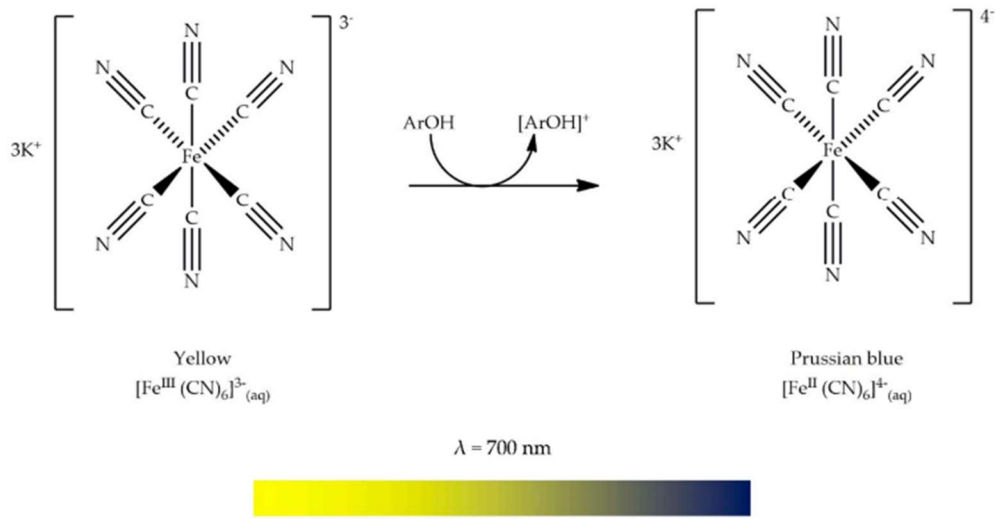 3K⁺
N
N
N
C
C
C
Fe
C
C
C
N
N
N
3-
ArOH
[ArOH]⁺
3K⁺
N
N
N
C
C
C
Fe
C
C
C
N
N
N
4-
Yellow
[Feᴵᴵᴵ (CN)₆]³⁻₍aq₎
Prussian blue
[Feᴵᴵ (CN)₆]⁴⁻₍aq₎
λ = 700 nm